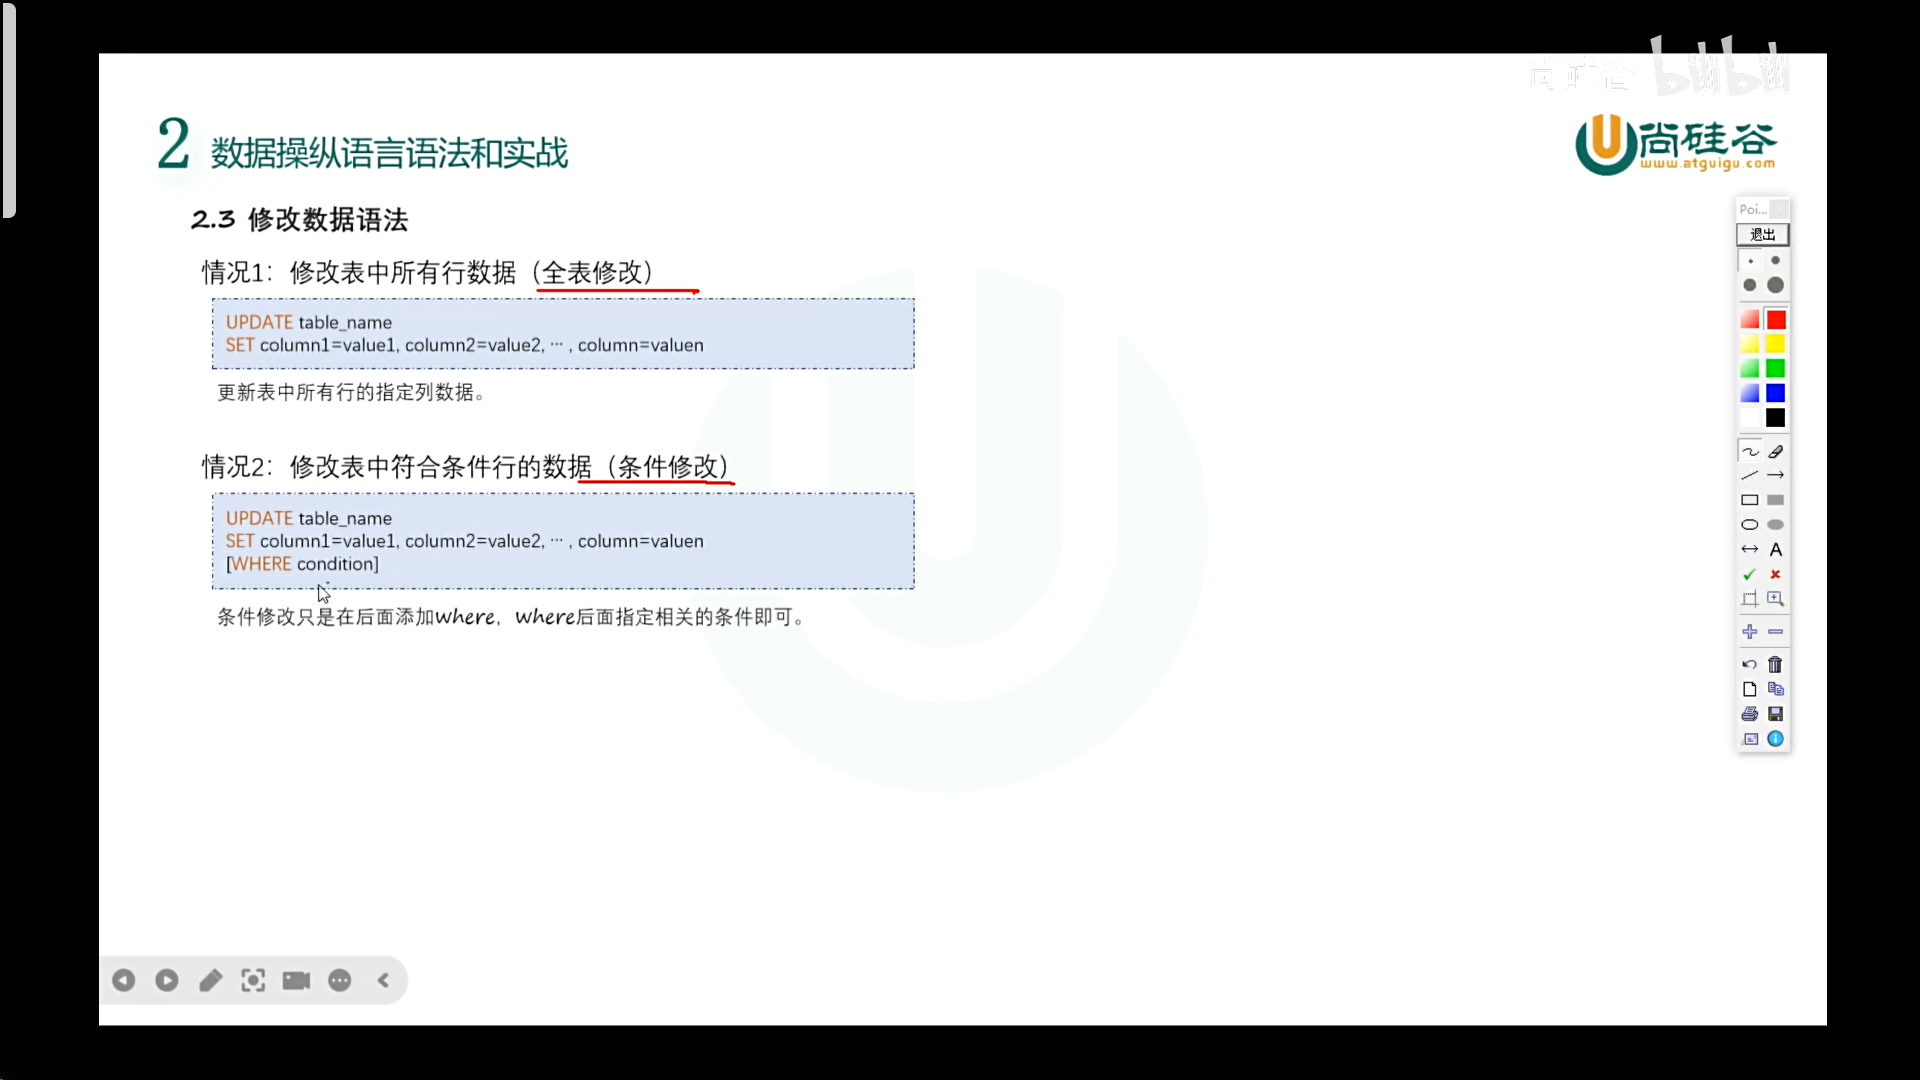 尚硅谷 bilibili
2 数据操纵语言语法和实战
尚硅谷
www.atguigu.com
2.3 修改数据语法
Poi...
退出
情况1：修改表中所有行数据（全表修改）
UPDATE table_name
SET column1=value1, column2=value2, ··· , column=valuen
更新表中所有行的指定列数据。
情况2：修改表中符合条件行的数据（条件修改）
UPDATE table_name
SET column1=value1, column2=value2, ··· , column=valuen
[WHERE condition]
条件修改只是在后面添加where，where后面指定相关的条件即可。
A